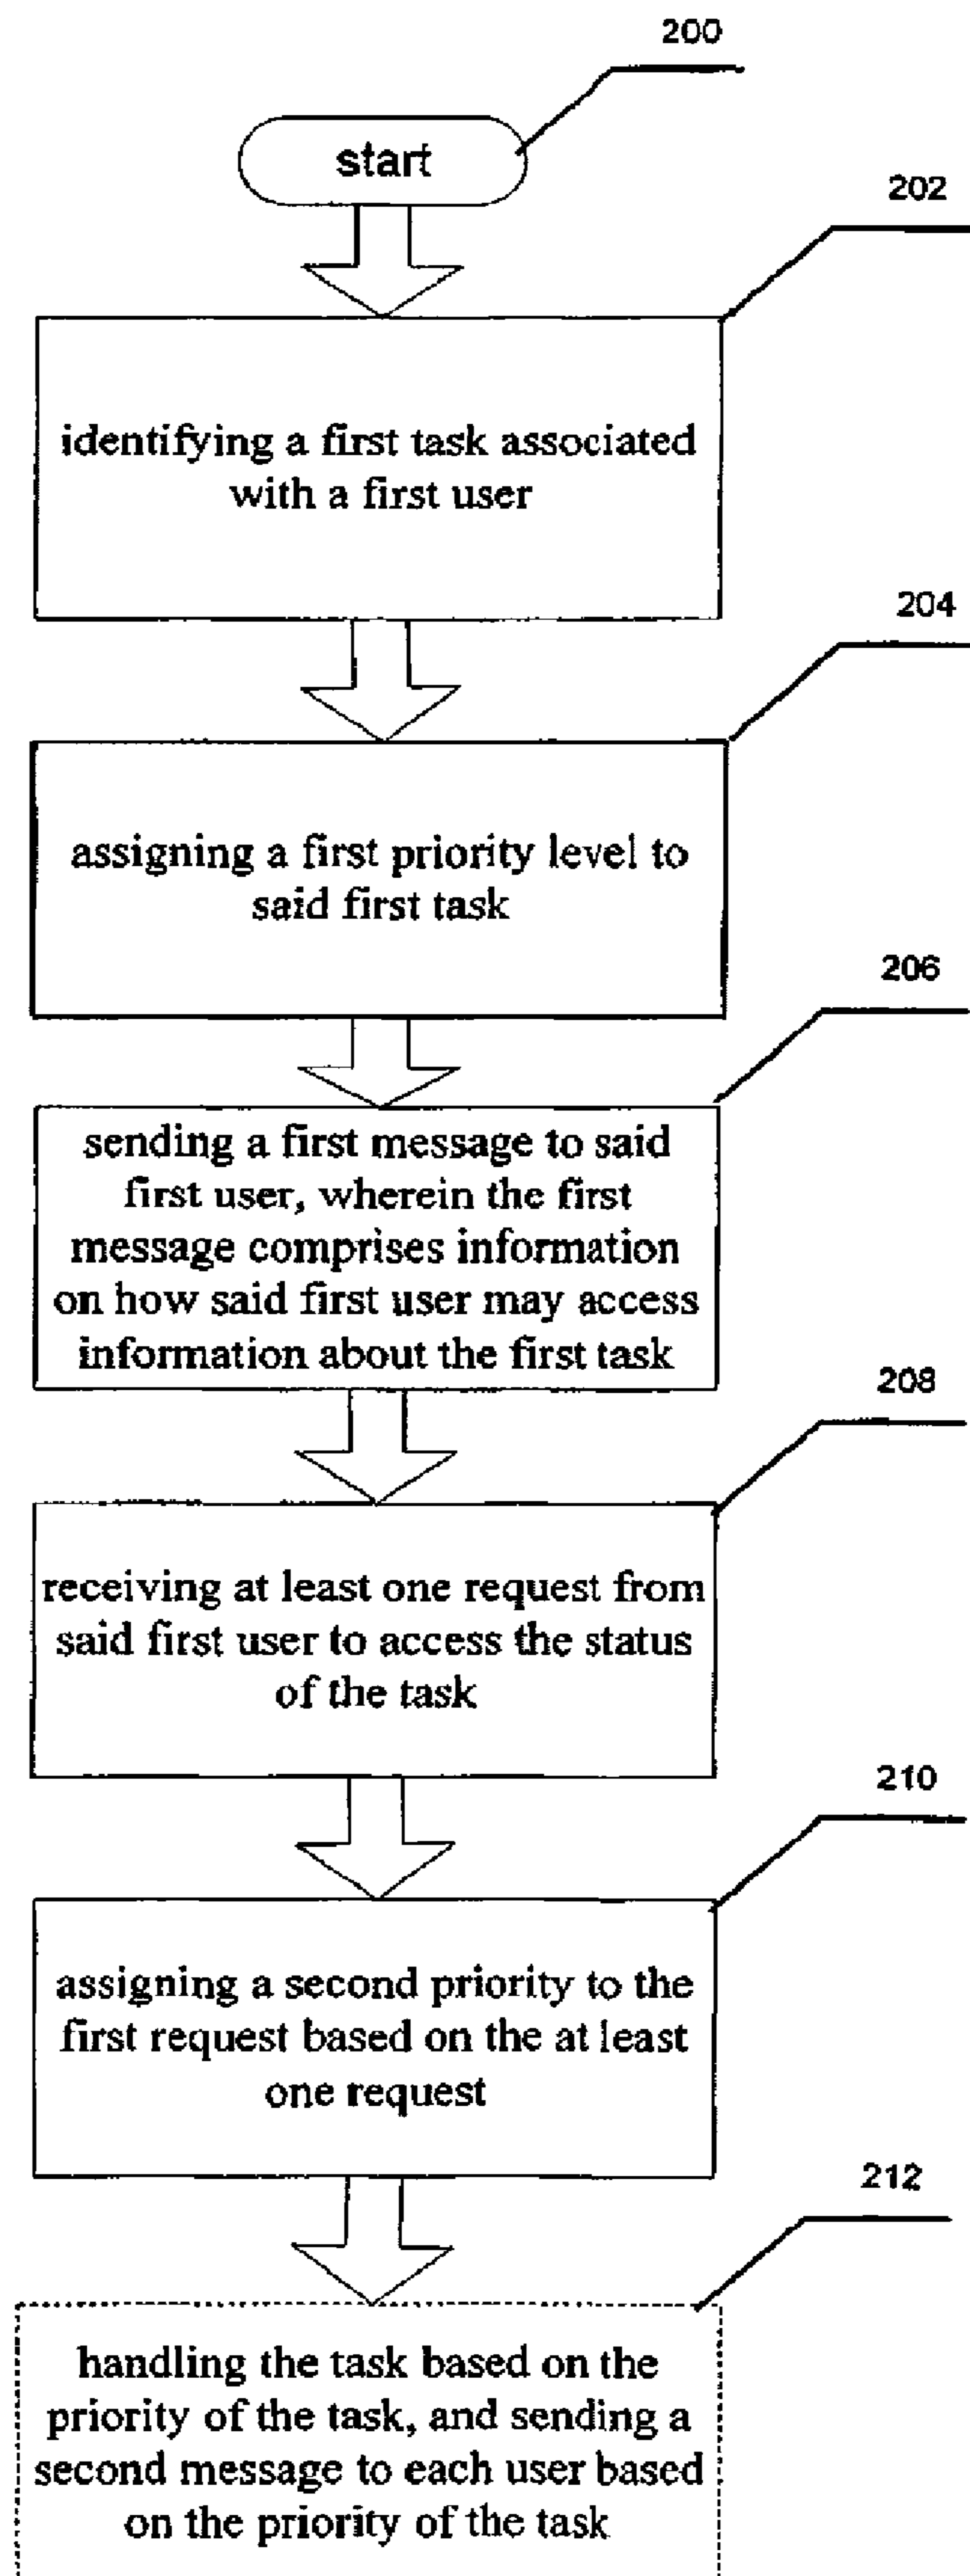 200
start
202
identifying a first task associated
with a first user
204
assigning a first priority level to
said first task
206
sending a first message to said
first user, wherein the first
message comprises information
on how said first user may access
information about the first task
208
receiving at least one request from
said first user to access the status
of the task
210
assigning a second priority to the
first request based on the at least
one request
212
handling the task based on the
priority of the task, and sending a
second message to each user based
on the priority of the task